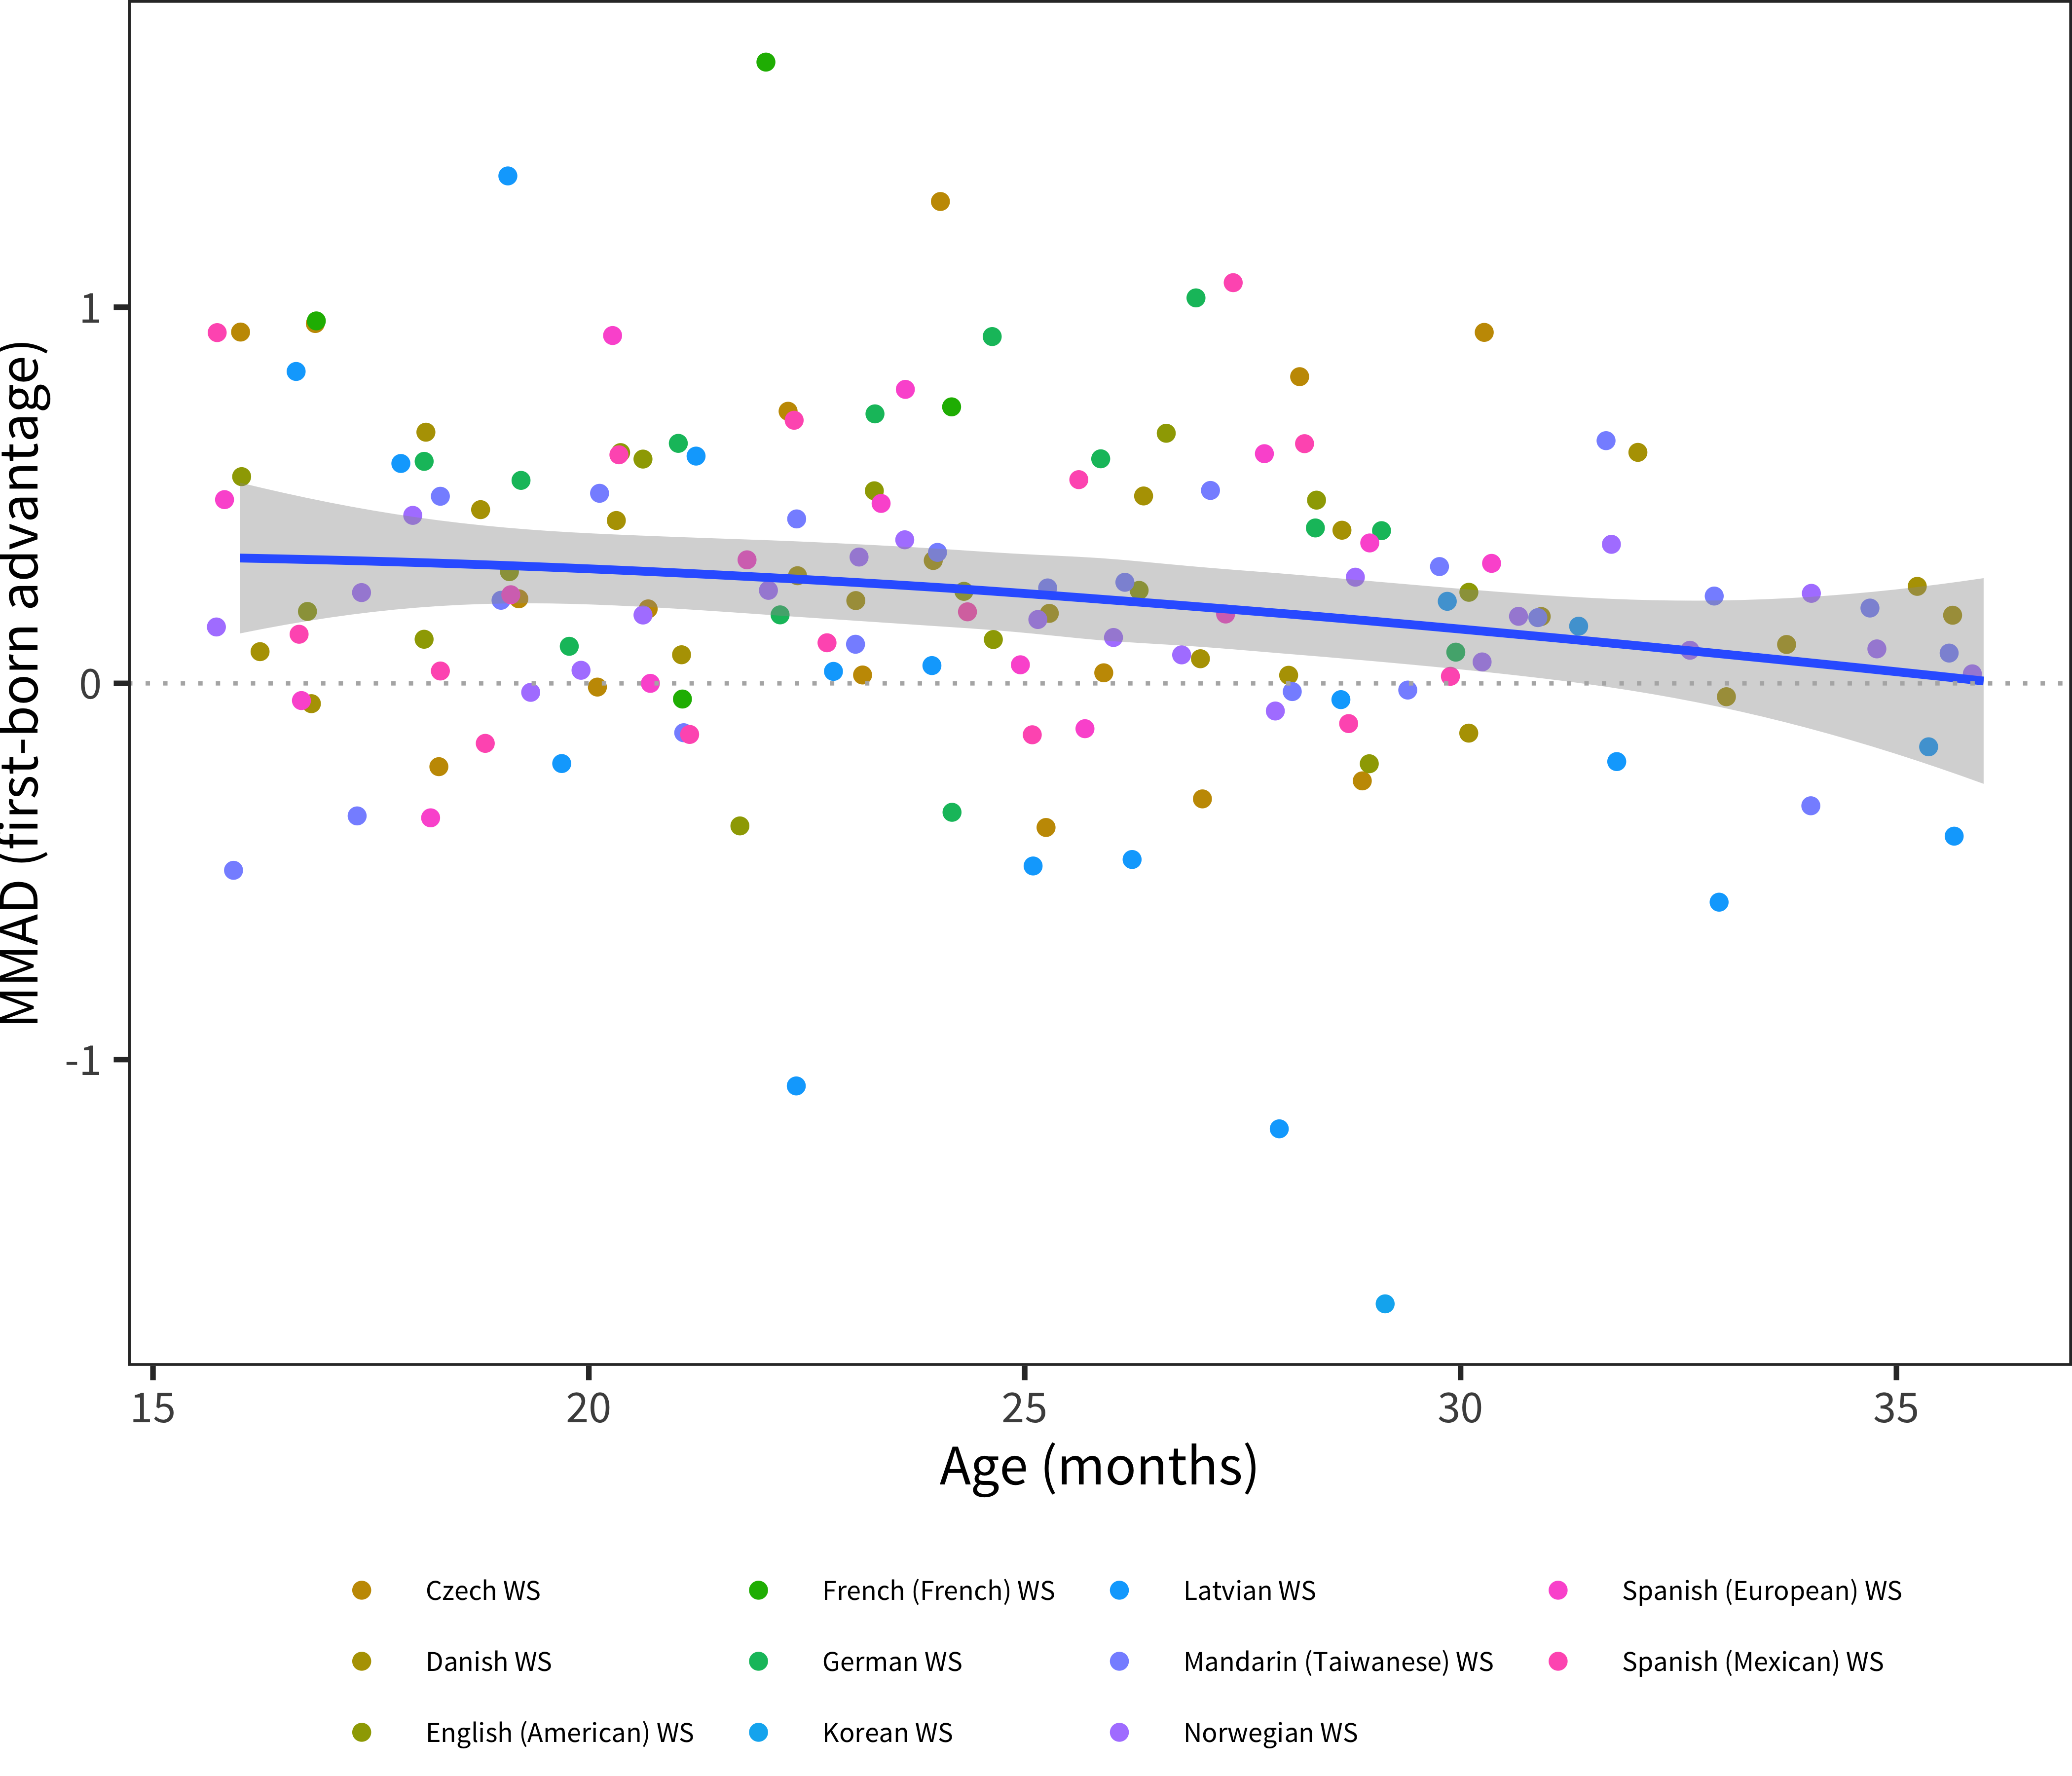 MMAD (first-born advantage)
1
0
-1
15 20 25 30 35
Age (months)
Czech WS French (French) WS Latvian WS Spanish (European) WS
Danish WS German WS Mandarin (Taiwanese) WS Spanish (Mexican) WS
English (American) WS Korean WS Norwegian WS